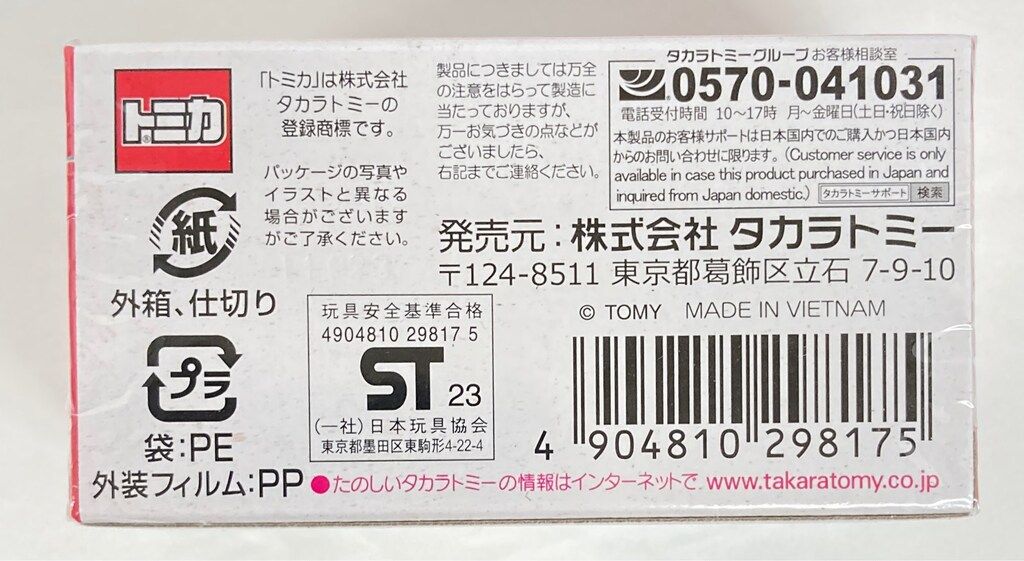 トミカ®
「トミカ」は株式会社
タカラトミーの
登録商標です。
パッケージの写真や
イラストと異なる
場合がございます
がご了承ください。
製品につきましては万全
の注意をはらって製造に
当たっておりますが、
万一お気づきの点などが
ございましたら、
右記までご連絡ください。
タカラトミーグループ お客様相談室
0570-041031
電話受付時間 10〜17時 月〜金曜日(土日・祝日除く)
本製品のお客様サポートは日本国内でのご購入かつ日本国内
からのお問い合わせに限ります。(Customer service is only
available in case this product purchased in Japan and
inquired from Japan domestic.) タカラトミーサポート 検索
発売元:株式会社 タカラトミー
〒124-8511 東京都葛飾区立石 7-9-10
© TOMY MADE IN VIETNAM
紙
外箱、仕切り
プラ
袋:PE
外装フィルム:PP
玩具安全基準合格
4904810 29817 5
ST 23
(一社)日本玩具協会
東京都墨田区東駒形4-22-4
4 904810 298175
●たのしいタカラトミーの情報はインターネットで www.takaratomy.co.jp